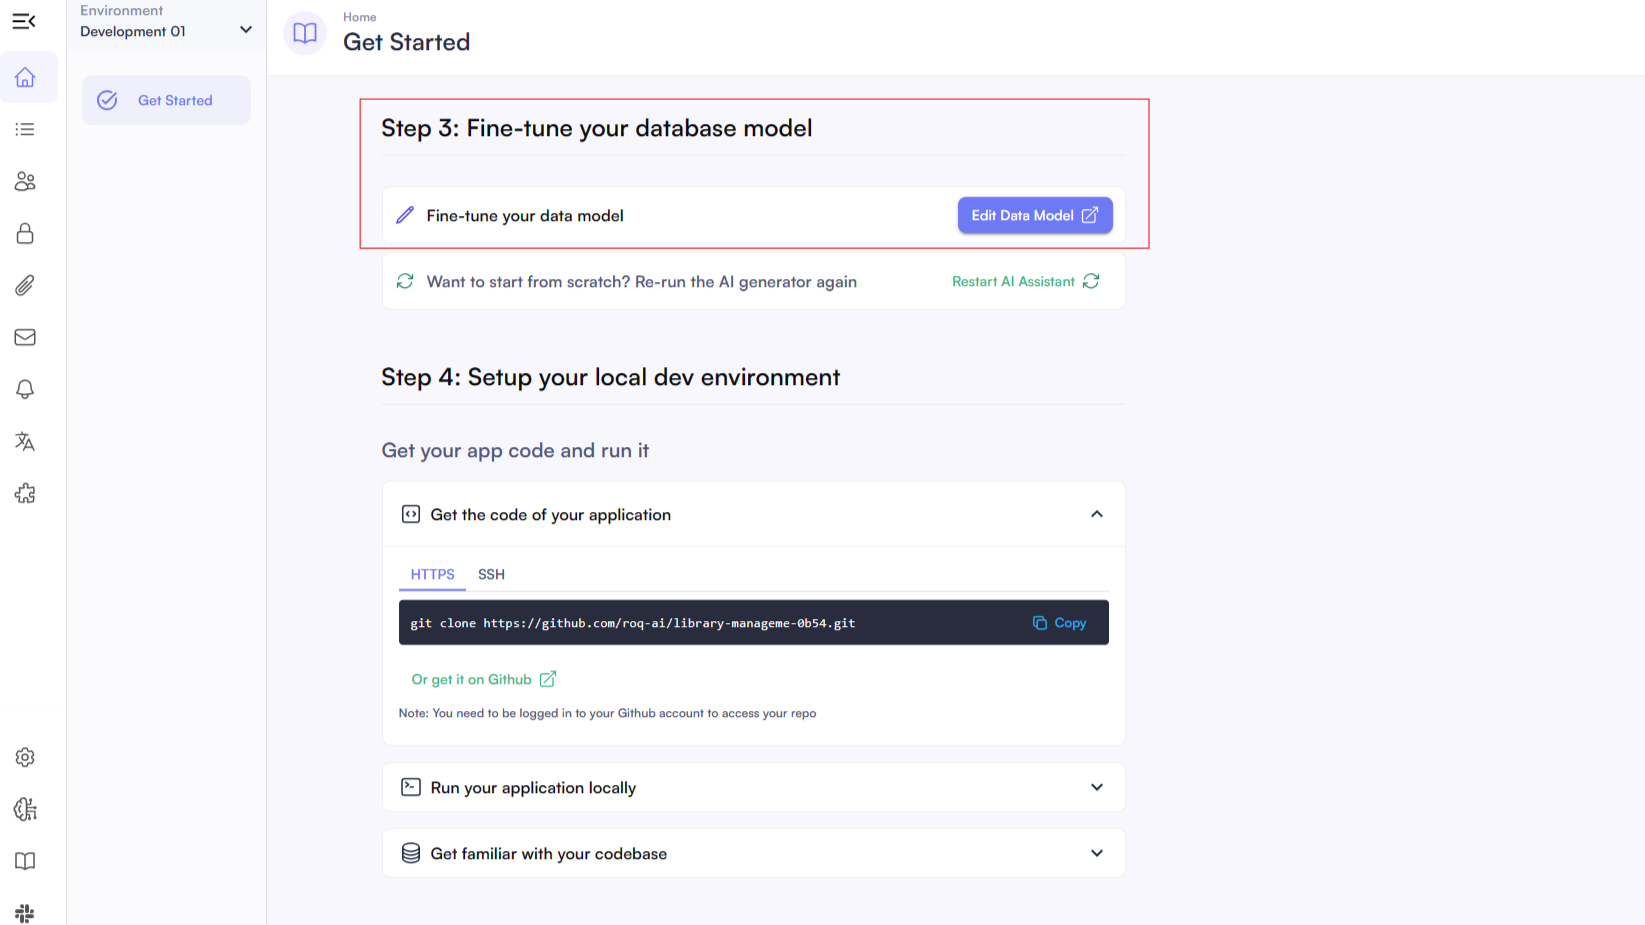 Environment
Development 01
Get Started
Home
Get Started
Step 3: Fine-tune your database model
Fine-tune your data model
Edit Data Model
Want to start from scratch? Re-run the AI generator again
Restart AI Assistant
Step 4: Setup your local dev environment
Get your app code and run it
Get the code of your application
HTTPS SSH
git clone https://github.com/roq-ai/library-manageme-0b54.git
Copy
Or get it on Github
Note: You need to be logged in to your Github account to access your repo
Run your application locally
Get familiar with your codebase